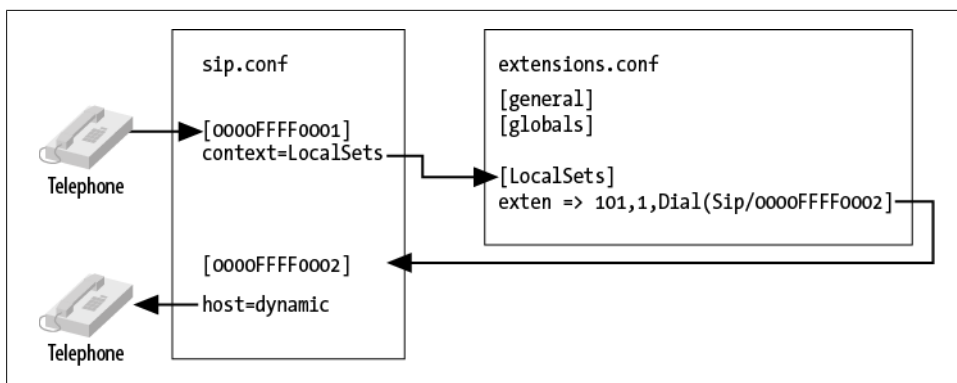 sip.conf
[0000FFFF0001]
context=LocalSets
Telephone
[0000FFFF0002]
host=dynamic
Telephone
extensions.conf
[general]
[globals]
[LocalSets]
exten => 101,1,Dial(Sip/0000FFFF0002]